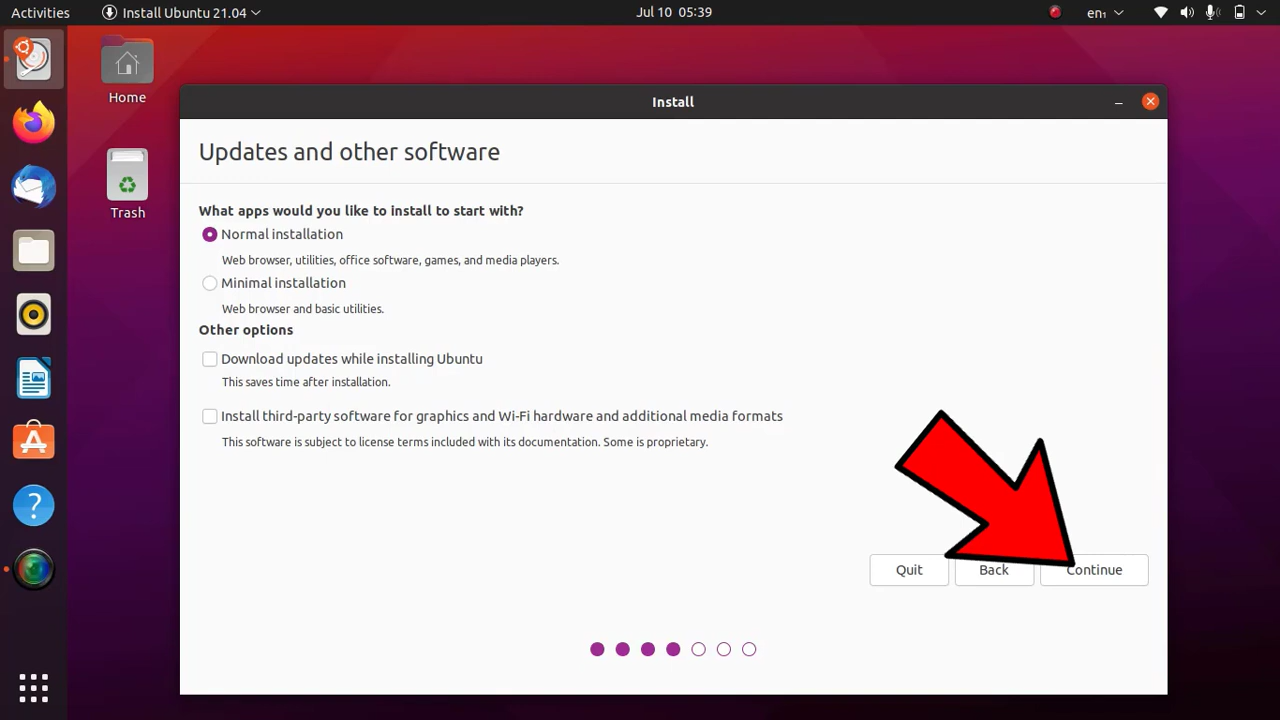 Activities
Install Ubuntu 21.04
Jul 10 05:39
en₁
Home
Trash
Install
Updates and other software
What apps would you like to install to start with?
Normal installation
Web browser, utilities, office software, games, and media players.
Minimal installation
Web browser and basic utilities.
Other options
Download updates while installing Ubuntu
This saves time after installation.
Install third-party software for graphics and Wi-Fi hardware and additional media formats
This software is subject to license terms included with its documentation. Some is proprietary.
Quit
Back
Continue